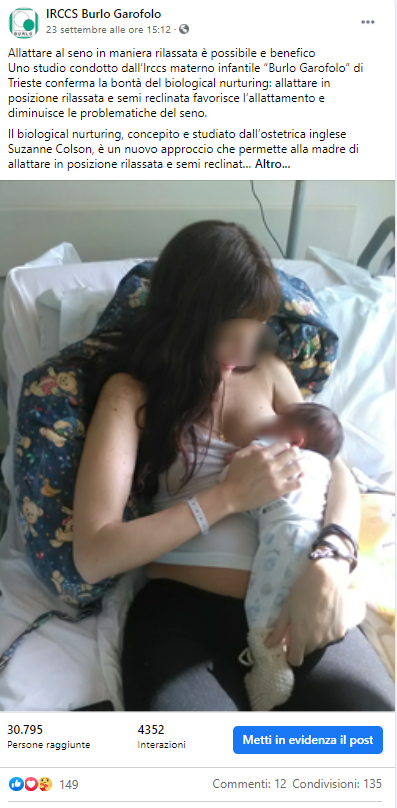 IRCCS Burlo Garofolo
BURLO
23 settembre alle ore 15:12 ·
Allattare al seno in maniera rilassata è possibile e benefico
Uno studio condotto dall'Irccs materno infantile "Burlo Garofolo" di
Trieste conferma la bontà del biological nurturing: allattare in
posizione rilassata e semi reclinata favorisce l'allattamento e
diminuisce le problematiche del seno.
Il biological nurturing, concepito e studiato dall'ostetrica inglese
Suzanne Colson, è un nuovo approccio che permette alla madre di
allattare in posizione rilassata e semi reclinat... Altro...
30.795
Persone raggiunte
4352
Interazioni
Metti in evidenza il post
149
Commenti: 12 Condivisioni: 135